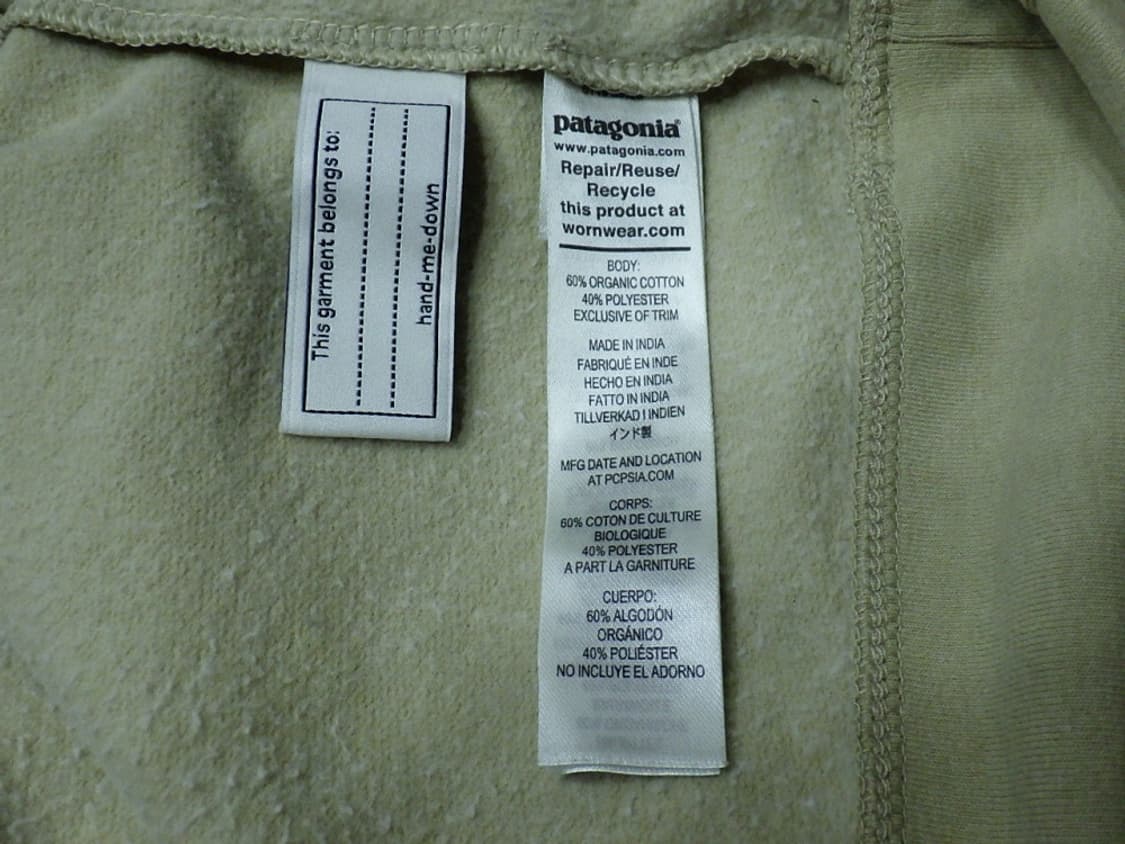 This garment belongs to:
hand-me-down
patagonia®
www.patagonia.com
Repair/Reuse/
Recycle
this product at
wornwear.com
BODY:
60% ORGANIC COTTON
40% POLYESTER
EXCLUSIVE OF TRIM
MADE IN INDIA
FABRIQUÉ EN INDE
HECHO EN INDIA
FATTO IN INDIA
TILLVERKAD I INDIEN
インド製
MFG DATE AND LOCATION
AT PCPSIA.COM
CORPS:
60% COTON DE CULTURE
BIOLOGIQUE
40% POLYESTER
A PART LA GARNITURE
CUERPO:
60% ALGODÓN
ORGÁNICO
40% POLIÉSTER
NO INCLUYE EL ADORNO